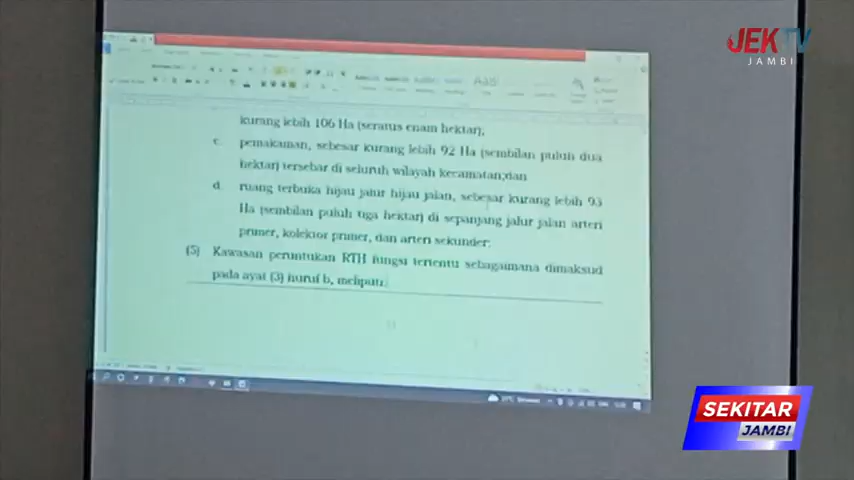 JEKTV
JAMBI
kurang lebih 106 Ha (seratus enam hektar);
c. pemakaman, sebesar kurang lebih 92 Ha (sembilan puluh dua
hektar) tersebar di seluruh wilayah kecamatan;dan
d. ruang terbuka hijau jalur hijau jalan, sebesar kurang lebih 93
Ha (sembilan puluh tiga hektar) di sepanjang jalur jalan arteri
primer, kolektor primer, dan arteri sekunder;
(5) Kawasan peruntukan RTH fungsi tertentu sebagaimana dimaksud
pada ayat (3) huruf b, meliputi:
SEKITAR
JAMBI